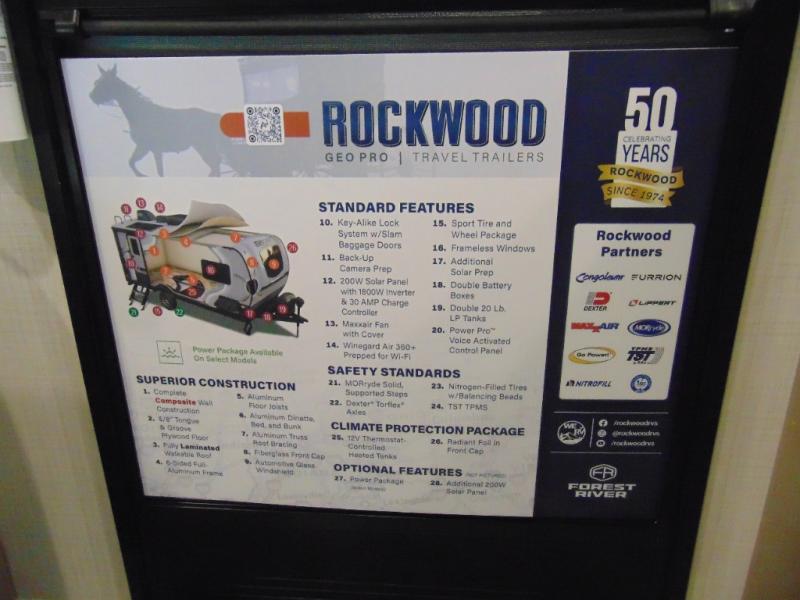 ROCKWOOD
GEO PRO | TRAVEL TRAILERS
STANDARD FEATURES
10. Key-Alike Lock
System w/Slam
Baggage Doors
11. Back-Up
Camera Prep
12. 200W Solar Panel
with 1800W Inverter
& 30 AMP Charge
Controller
13. Maxxair Fan
with Cover
14. Winegard Air 360+
Prepped for Wi-Fi
15. Sport Tire and
Wheel Package
16. Frameless Windows
17. Additional
Solar Prep
18. Double Battery
Boxes
19. Double 20 Lb.
LP Tanks
20. Power Pro™
Voice Activated
Control Panel
Power Package Available
On Select Models
SUPERIOR CONSTRUCTION
1. Complete
Composite Wall
Construction
2. 5/8" Tongue
& Groove
Plywood Floor
3. Fully Laminated
Walkable Roof
4. 6-Sided Full
Aluminum Frame
5. Aluminum
Floor Joists
6. Aluminum Dinette,
Bed, and Bunk
7. Aluminum Truss
Roof Bracing
8. Fiberglass Front Cap
9. Automotive Glass
Windshield
SAFETY STANDARDS
21. MORryde Solid,
Supported Steps
22. Dexter® Torflex®
Axles
23. Nitrogen-Filled Tires
w/Balancing Beads
24. TST TPMS
CLIMATE PROTECTION PACKAGE
25. 12V Thermostat-
Controlled
Heated Tanks
26. Radiant Foil in
Front Cap
OPTIONAL FEATURES (NOT PICTURED)
27. Power Package
28. Additional 200W
Solar Panel
50
CELEBRATING
YEARS
ROCKWOOD
SINCE 1974
Rockwood
Partners
Congoleum
FURRION
DEXTER
LIPPERT
MAXXAIR
MORryde
Go Power!
TPMS
TST
NITROFILL
WE
RV
/rockwoodrvs
@rockwoodrvs
/rockwoodrvs
FR
FOREST
RIVER